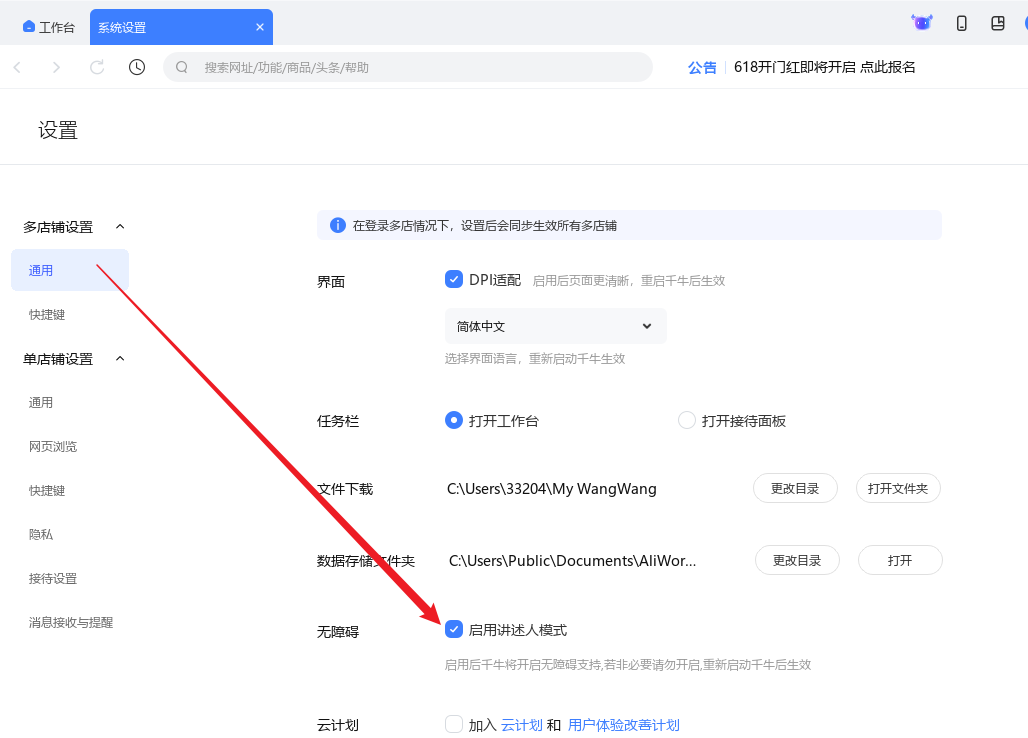 工作台
系统设置
搜索网址/功能/商品/头条/帮助
公告 618开门红即将开启 点此报名
设置
多店铺设置
通用
快捷键
单店铺设置
通用
网页浏览
快捷键
隐私
接待设置
消息接收与提醒
在登录多店情况下，设置后会同步生效所有多店铺
界面 DPI适配 启用后页面更清晰，重启千牛后生效
简体中文
选择界面语言，重新启动千牛生效
任务栏 打开工作台 打开接待面板
文件下载 C:\Users\33204\My WangWang 更改目录 打开文件夹
数据存储文件夹 C:\Users\Public\Documents\AliWor... 更改目录 打开
无障碍 启用讲述人模式
启用后千牛将开启无障碍支持,若非必要请勿开启,重新启动千牛后生效
云计划 加入 云计划 和 用户体验改善计划